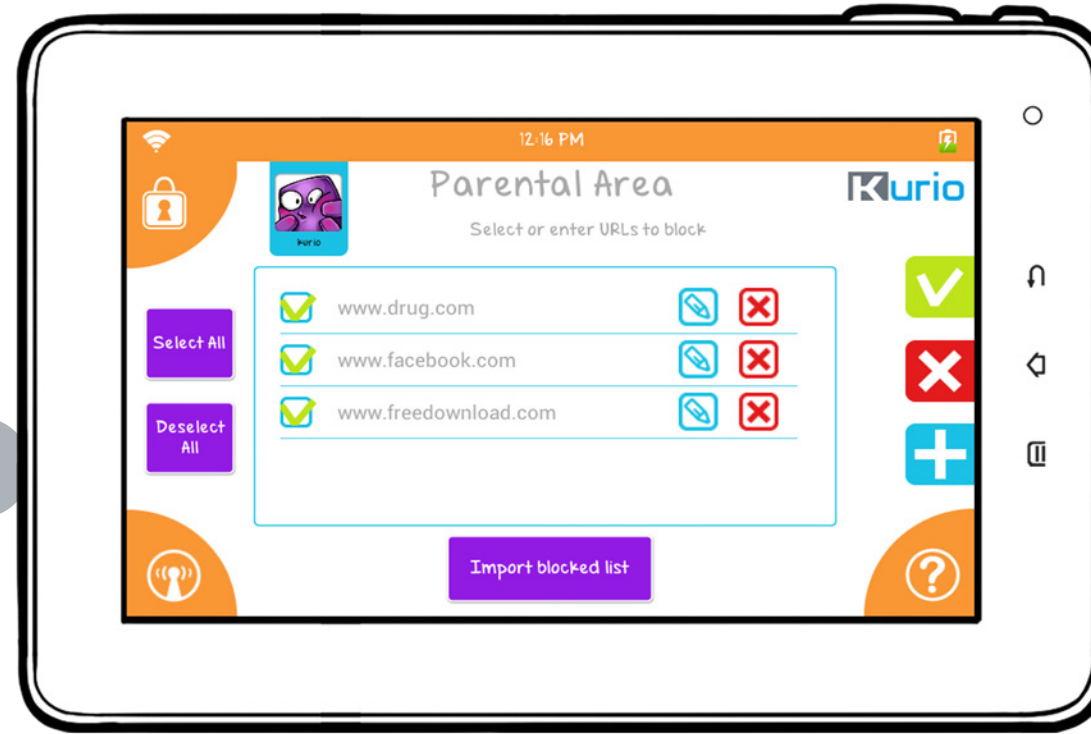 12:16 PM
Parental Area
Kurio
Select or enter URLs to block
kurio
www.drug.com
www.facebook.com
www.freedownload.com
Select All
Deselect
All
Import blocked list
?